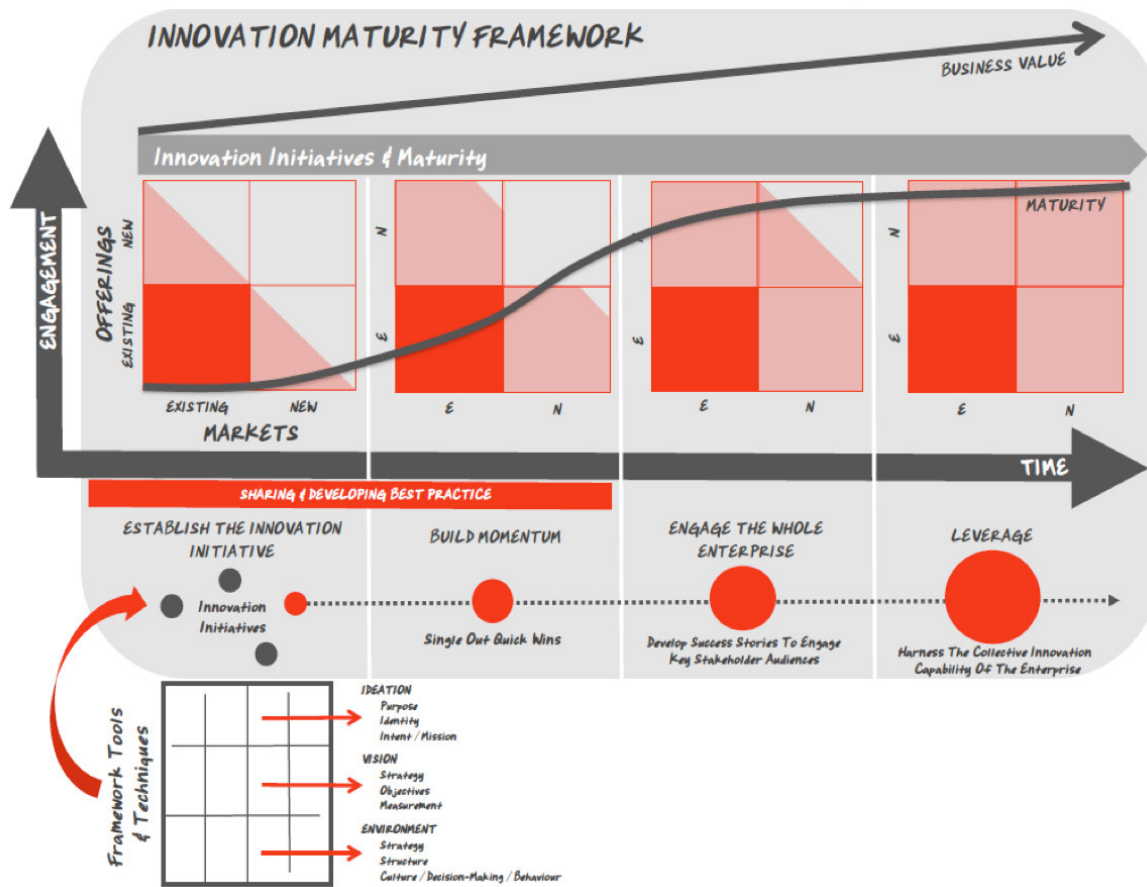 INNOVATION MATURITY FRAMEWORK
BUSINESS VALUE
Innovation Initiatives & Maturity
ENGAGEMENT
OFFERINGS
NEW
EXISTING
N
E
E
N
E
N
E
MATURITY
EXISTING
NEW
E
N
E
N
E
N
MARKETS
TIME
SHARING & DEVELOPING BEST PRACTICE
ESTABLISH THE INNOVATION
INITIATIVE
BUILD MOMENTUM
ENGAGE THE WHOLE
ENTERPRISE
LEVERAGE
Innovation
Initiatives
Single Out Quick Wins
Develop Success Stories To Engage
Key Stakeholder Audiences
Harness The Collective Innovation
Capability Of The Enterprise
Framework Tools
& Techniques
IDEATION
Purpose
Identity
Intent / Mission
VISION
Strategy
Objectives
Measurement
ENVIRONMENT
Strategy
Structure
Culture / Decision-Making / Behaviour